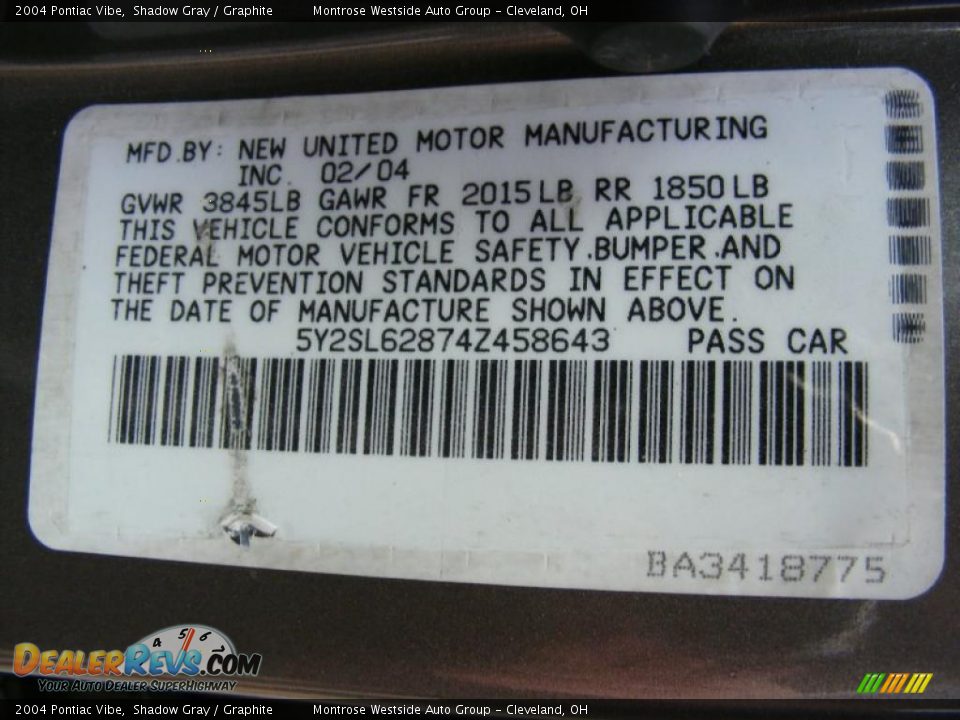 2004 Pontiac Vibe, Shadow Gray / Graphite Montrose Westside Auto Group - Cleveland, OH
MFD.BY: NEW UNITED MOTOR MANUFACTURING
INC. 02/04
GVWR 3845LB GAWR FR 2015LB RR 1850LB
THIS VEHICLE CONFORMS TO ALL APPLICABLE
FEDERAL MOTOR VEHICLE SAFETY.BUMPER.AND
THEFT PREVENTION STANDARDS IN EFFECT ON
THE DATE OF MANUFACTURE SHOWN ABOVE.
5Y2SL62874Z458643 PASS CAR
BA3418775
4 5 6
DEALERREVS.COM
YOUR AUTO DEALER SUPERHIGHWAY
2004 Pontiac Vibe, Shadow Gray / Graphite Montrose Westside Auto Group - Cleveland, OH